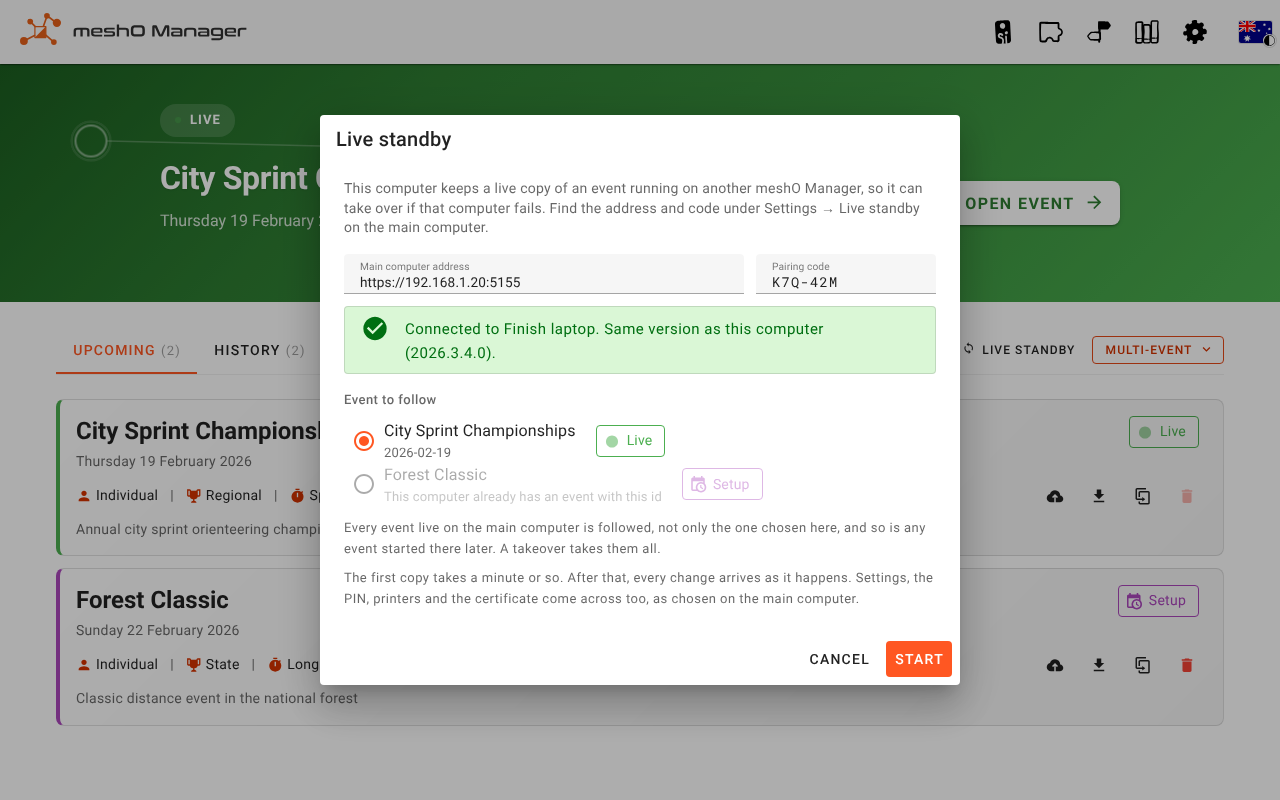 meshO Manager
LIVE
City Sprint
Thursday 19 February
OPEN EVENT
Live standby
This computer keeps a live copy of an event running on another meshO Manager, so it can
take over if that computer fails. Find the address and code under Settings → Live standby
on the main computer.
Main computer address
https://192.168.1.20:5155
Pairing code
K7Q-42M
Connected to Finish laptop. Same version as this computer
(2026.3.4.0).
Event to follow
City Sprint Championships
2026-02-19
Live
Forest Classic
This computer already has an event with this id
Setup
Every event live on the main computer is followed, not only the one chosen here, and so is any
event started there later. A takeover takes them all.
The first copy takes a minute or so. After that, every change arrives as it happens. Settings, the
PIN, printers and the certificate come across too, as chosen on the main computer.
CANCEL
START
UPCOMING (2)
HISTORY (2)
LIVE STANDBY
MULTI-EVENT
City Sprint Champions
Thursday 19 February 2026
Individual | Regional |
Annual city sprint orienteering champi
Live
Forest Classic
Sunday 22 February 2026
Individual | State | Long
Classic distance event in the national forest
Setup